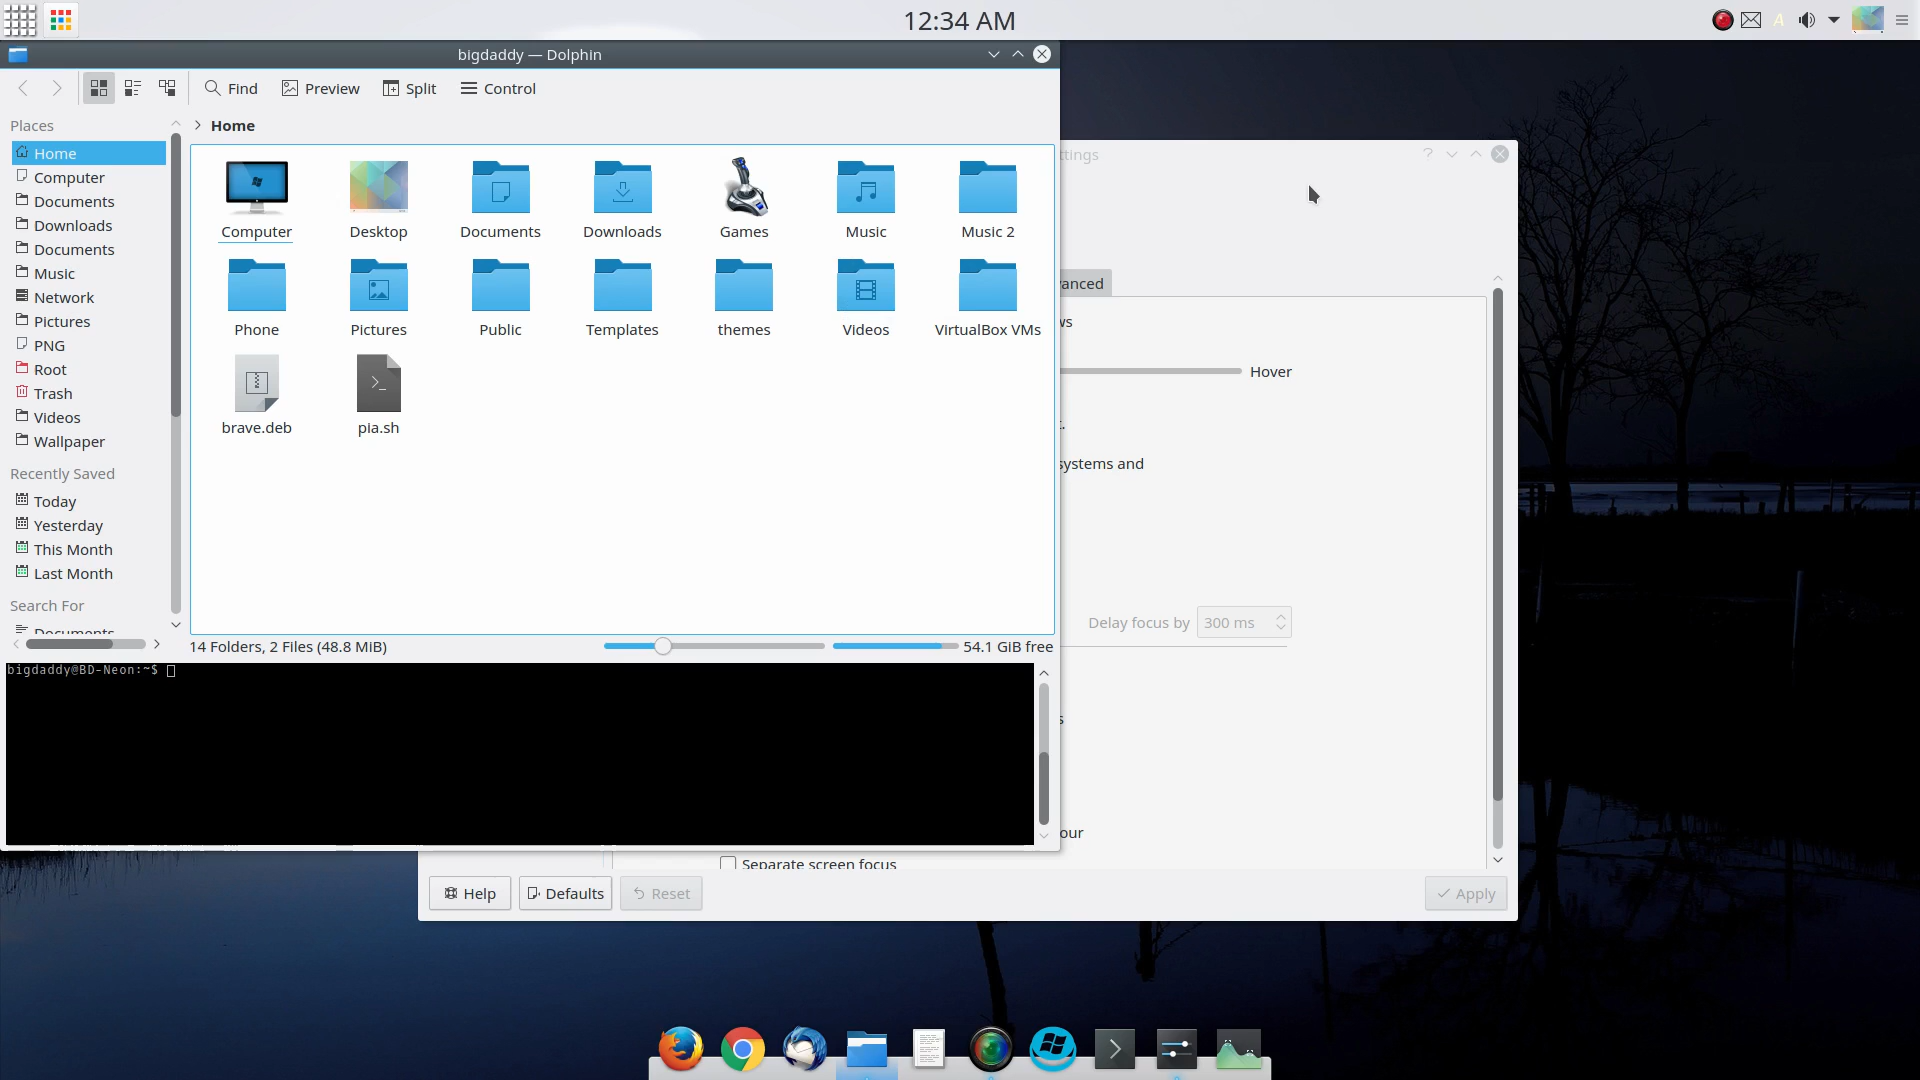 12:34 AM
A
bigdaddy — Dolphin
Find
Preview
Split
Control
Places
Home
Computer
Documents
Downloads
Documents
Music
Network
Pictures
PNG
Root
Trash
Videos
Wallpaper
Recently Saved
Today
Yesterday
This Month
Last Month
Search For
Documents
> Home
Computer
Desktop
Documents
Downloads
Games
Music
Music 2
Phone
Pictures
Public
Templates
themes
Videos
VirtualBox VMs
brave.deb
>_
pia.sh
14 Folders, 2 Files (48.8 MiB)
54.1 GiB free
bigdaddy@BD-Neon:~$
ttings
?
anced
ws
Hover
t.
systems and
Delay focus by
300 ms
s
our
Separate screen focus
Help
Defaults
Reset
Apply